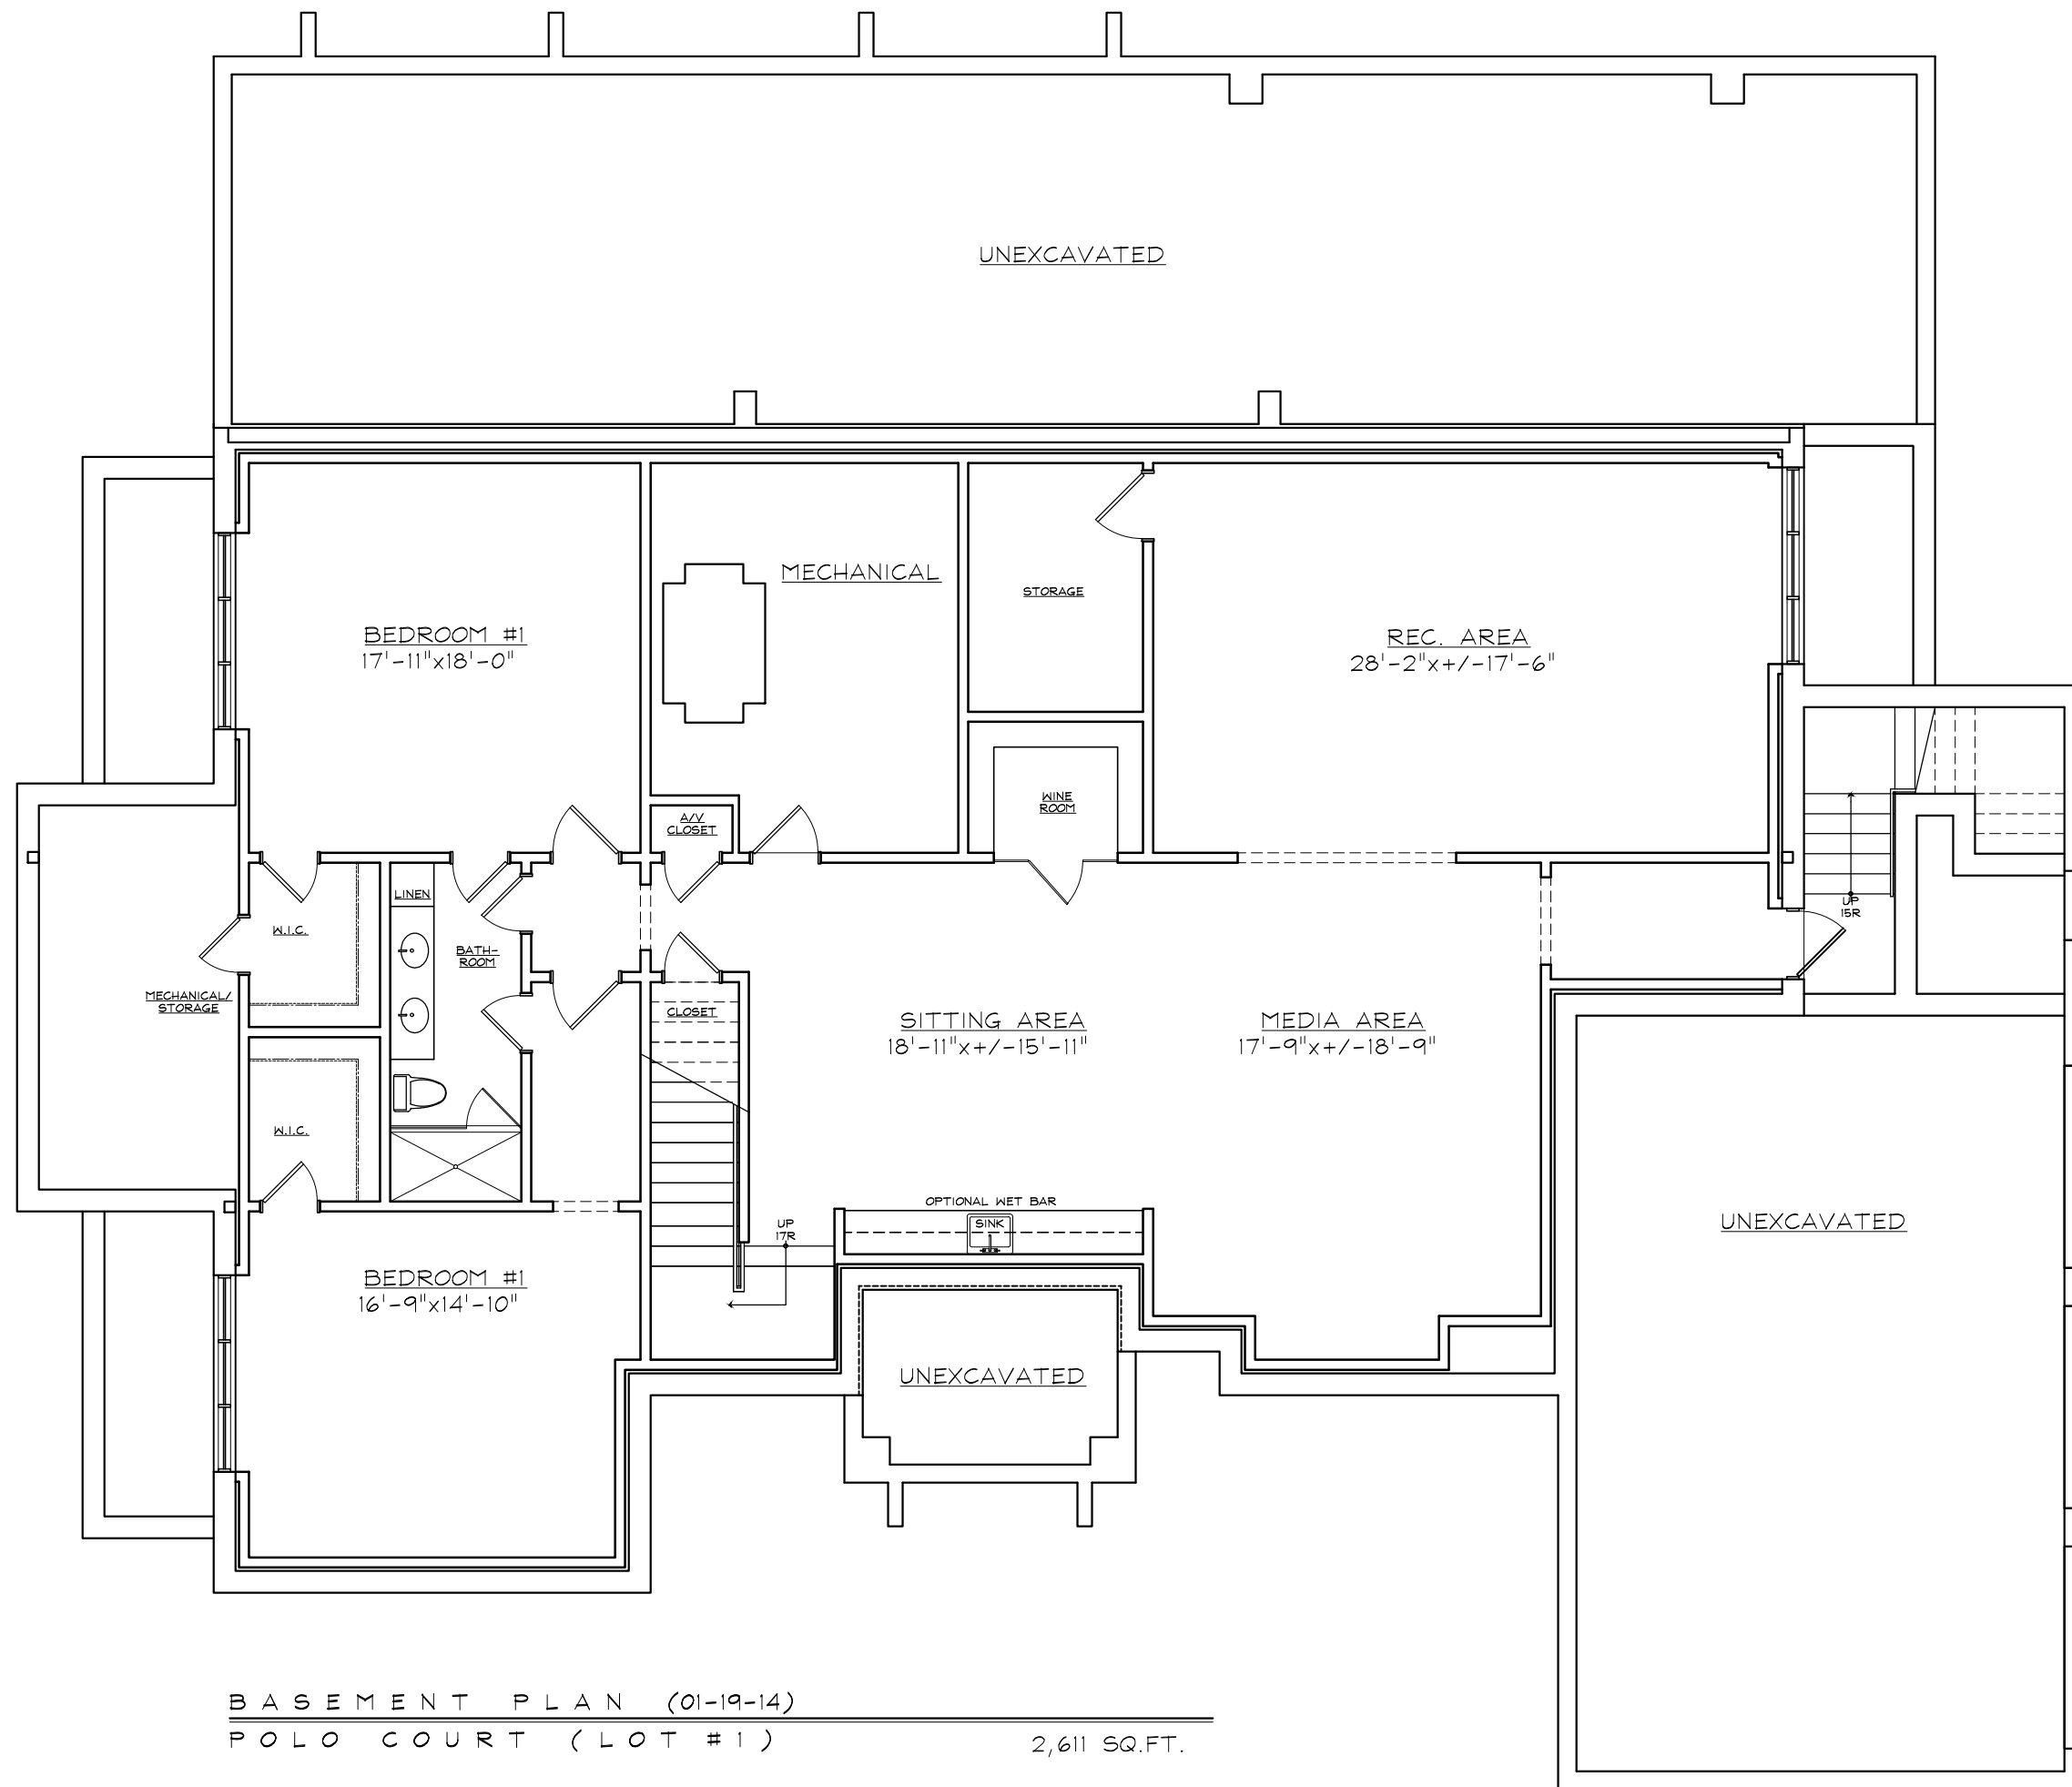 UNEXCAVATED
MECHANICAL
STORAGE
BEDROOM #1
17'-11"x18'-0"
REC. AREA
28'-2"x+/-17'-6"
WINE
ROOM
A/V
CLOSET
LINEN
UP
15R
W.I.C.
BATH-
ROOM
MECHANICAL/
STORAGE
CLOSET
SITTING AREA
18'-11"x+/-15'-11"
MEDIA AREA
17'-9"x+/-18'-9"
W.I.C.
OPTIONAL WET BAR
SINK
UP
17R
UNEXCAVATED
BEDROOM #1
16'-9"x14'-10"
UNEXCAVATED
BASEMENT PLAN (01-19-14)
POLO COURT (LOT #1)
2,611 SQ.FT.